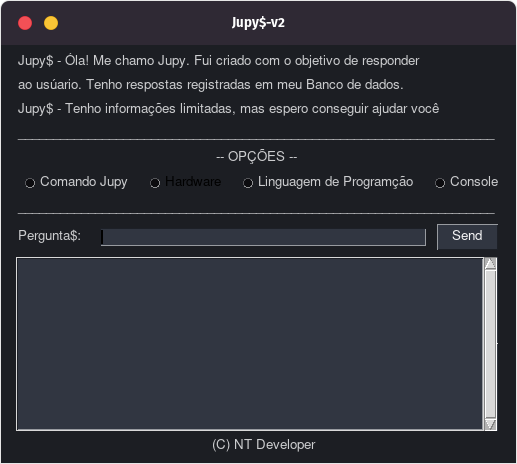 Jupy$-v2
Jupy$ - Óla! Me chamo Jupy. Fui criado com o objetivo de responder
ao usúario. Tenho respostas registradas em meu Banco de dados.
Jupy$ - Tenho informações limitadas, mas espero conseguir ajudar você
-- OPÇÕES --
Comando Jupy Hardware Linguagem de Programção Console
Pergunta$: Send
(C) NT Developer